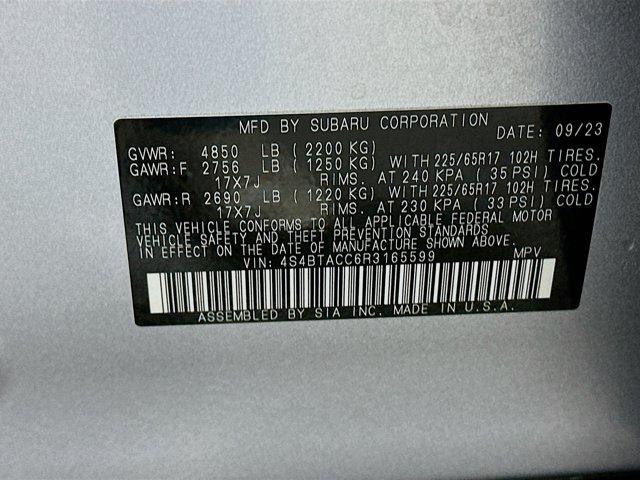 MFD BY SUBARU CORPORATION DATE: 09/23
GVWR: 4850 LB ( 2200 KG)
GAWR:F 2756 LB ( 1250 KG) WITH 225/65R17 102H TIRES.
17X7J RIMS. AT 240 KPA ( 35 PSI) COLD
GAWR:R 2690 LB ( 1220 KG) WITH 225/65R17 102H TIRES.
17X7J RIMS. AT 230 KPA ( 33 PSI) COLD
THIS VEHICLE CONFORMS TO ALL APPLICABLE FEDERAL MOTOR
VEHICLE SAFETY AND THEFT PREVENTION STANDARDS
IN EFFECT ON THE DATE OF MANUFACTURE SHOWN ABOVE.
VIN: 4S4BTACC6R3165599 MPV
ASSEMBLED BY SIA INC. MADE IN U.S.A.